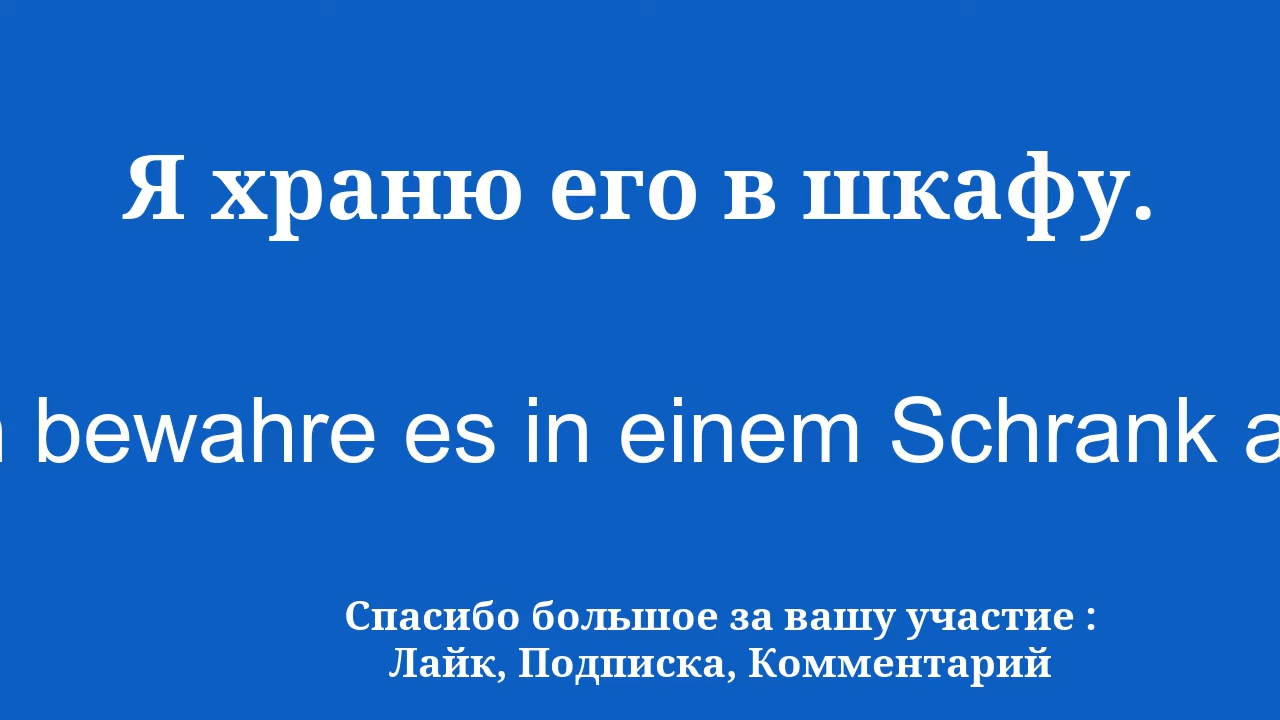 Я храню его в шкафу.
bewahre es in einem Schrank
Спасибо большое за вашу участие :
Лайк, Подписка, Комментарий